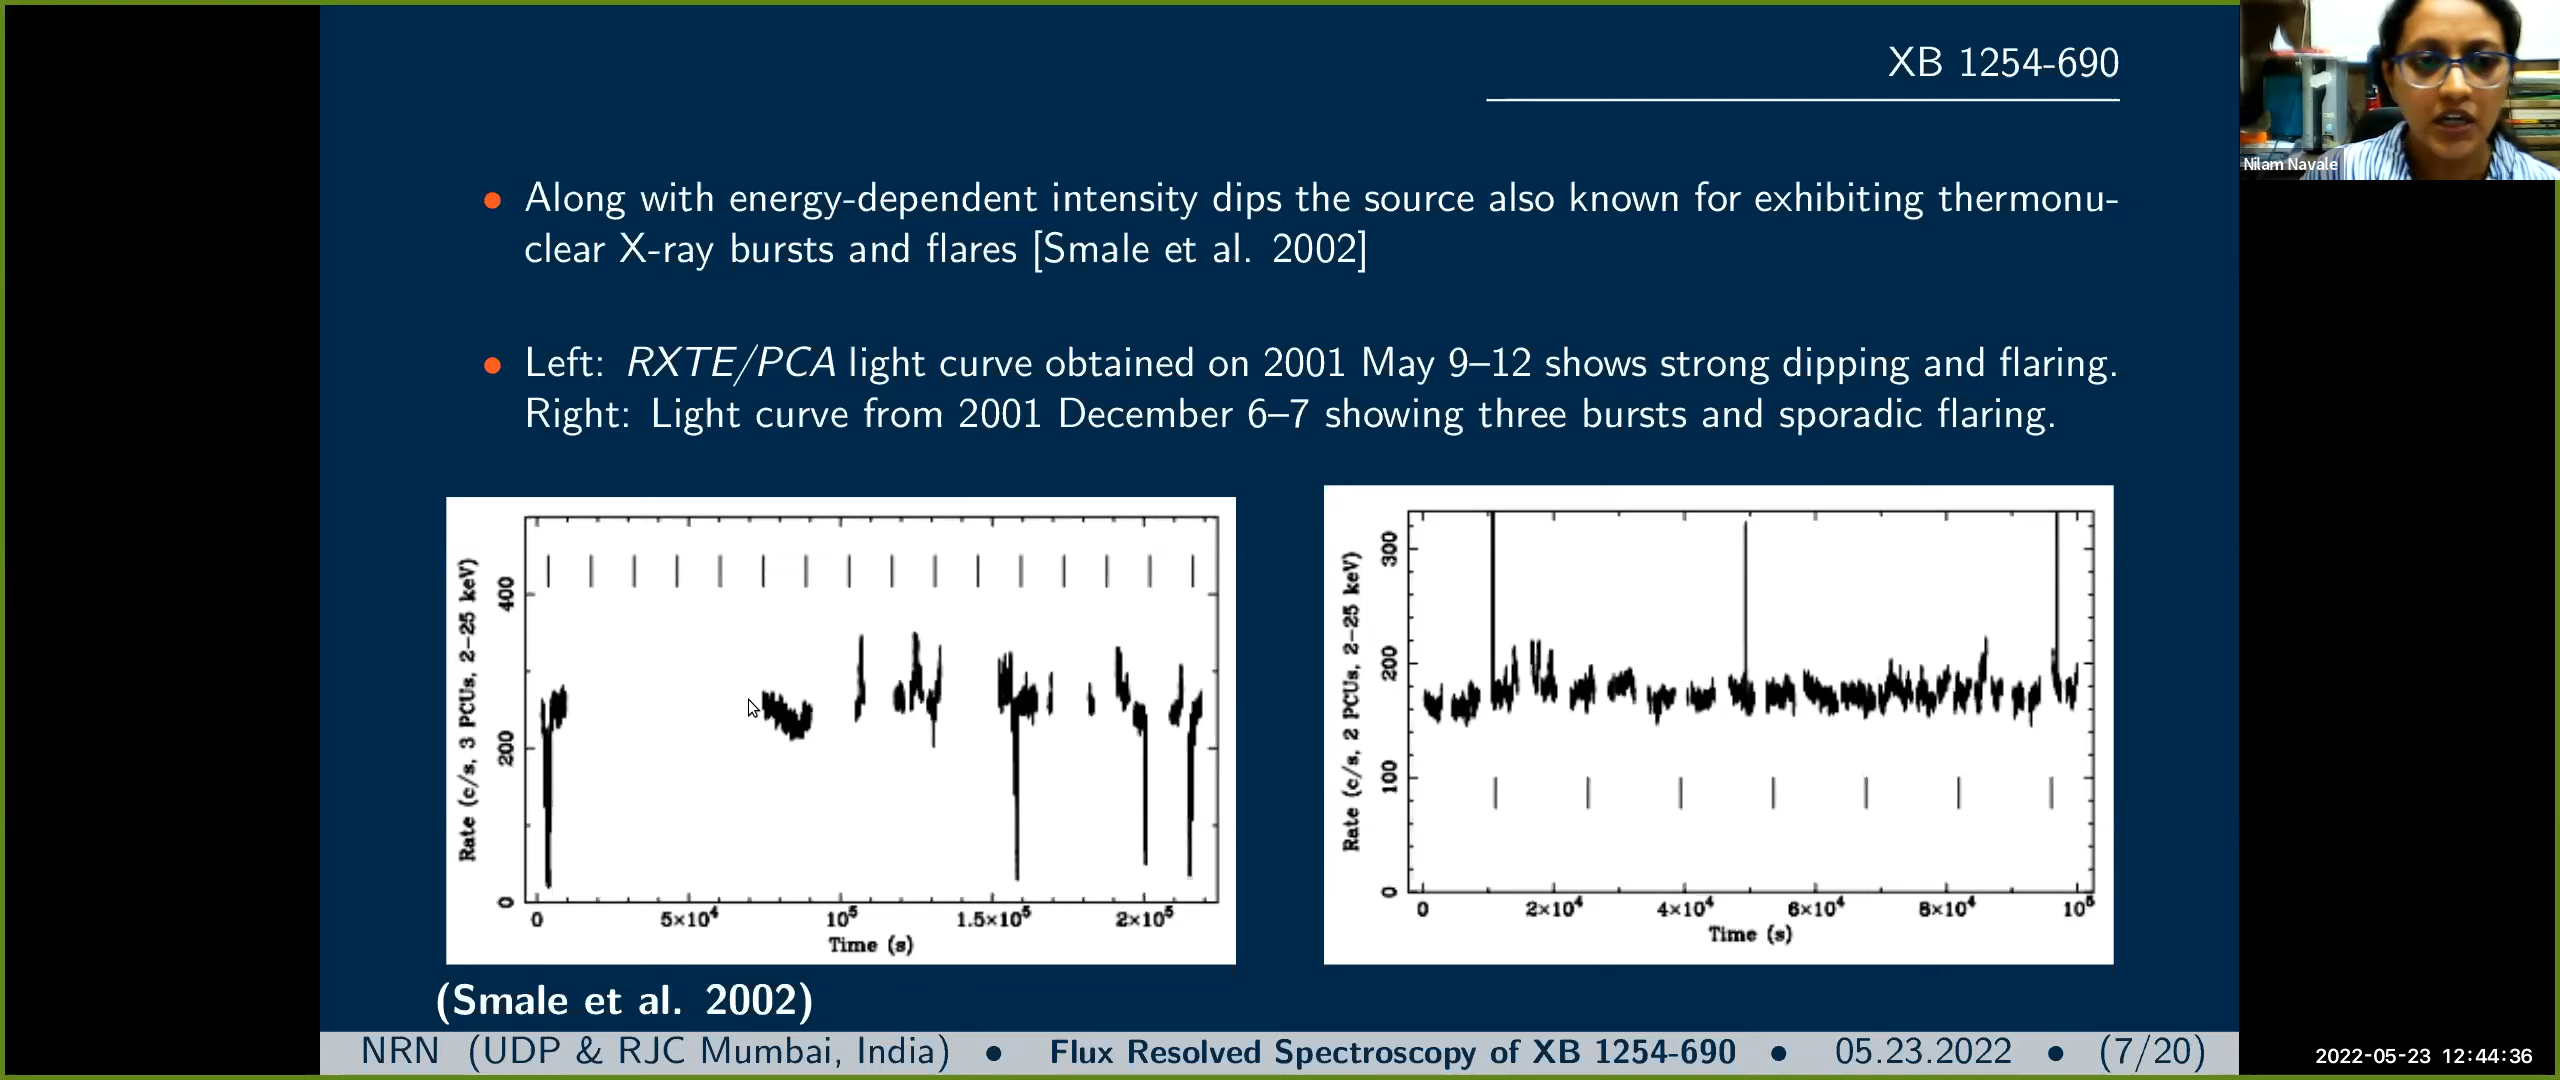 XB 1254-690
Nilam Navale
• Along with energy-dependent intensity dips the source also known for exhibiting thermonu-
clear X-ray bursts and flares [Smale et al. 2002]
• Left: RXTE/PCA light curve obtained on 2001 May 9–12 shows strong dipping and flaring.
Right: Light curve from 2001 December 6–7 showing three bursts and sporadic flaring.
Rate (c/s, 3 PCUs, 2-25 keV)
400
200
0
0 5×10⁴ 10⁵ 1.5×10⁵ 2×10⁵
Time (s)
Rate (c/s, 2 PCUs, 2-25 keV)
300
200
100
0
0 2×10⁴ 4×10⁴ 6×10⁴ 8×10⁴ 10⁵
Time (s)
(Smale et al. 2002)
NRN (UDP & RJC Mumbai, India) • Flux Resolved Spectroscopy of XB 1254-690 • 05.23.2022 • (7/20)
2022-05-23 12:44:36